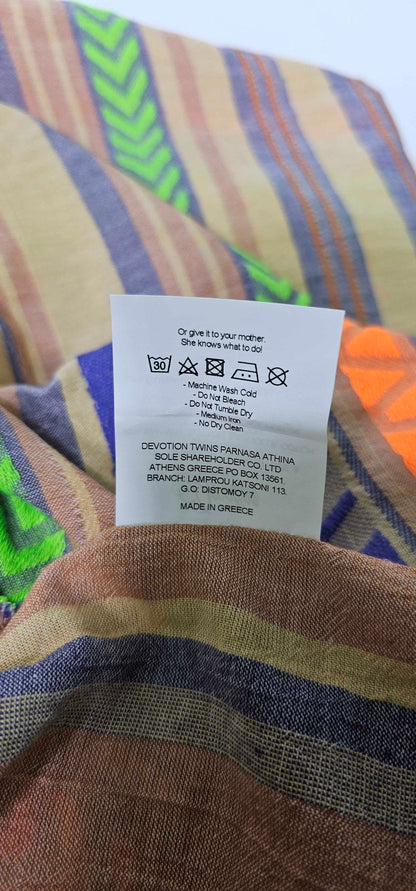 Or give it to your mother.
She knows what to do!
30
- Machine Wash Cold
- Do Not Bleach
- Do Not Tumble Dry
- Medium Iron
- No Dry Clean
DEVOTION TWINS PARNASA ATHINA
SOLE SHAREHOLDER CO. LTD
ATHENS GREECE PO BOX 13561
BRANCH: LAMPROU KATSONI 113
G.O: DISTOMOY 7
MADE IN GREECE